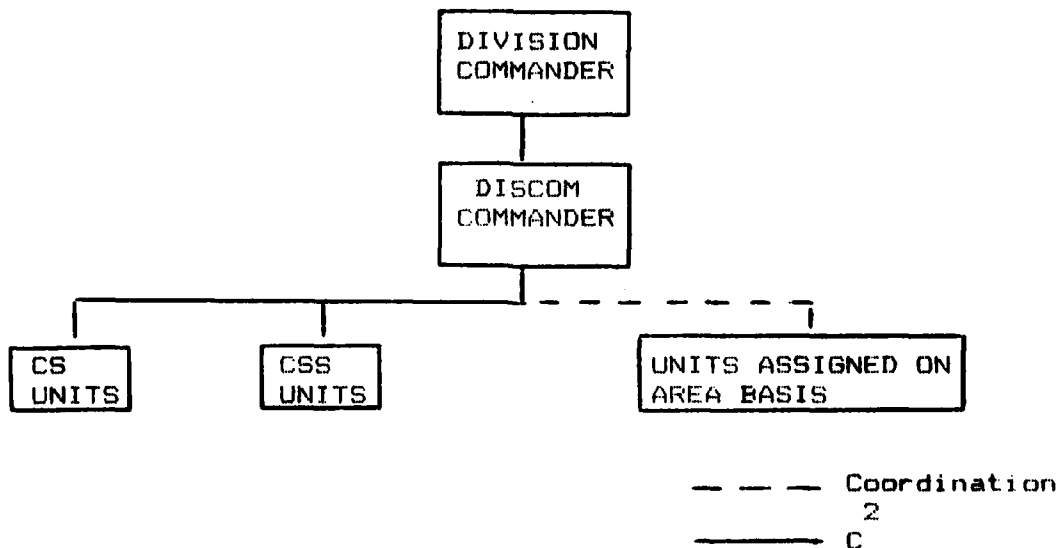 DIVISION
COMMANDER
DISCOM
COMMANDER
CS
UNITS
CSS
UNITS
UNITS ASSIGNED ON
AREA BASIS
Coordination
2
C